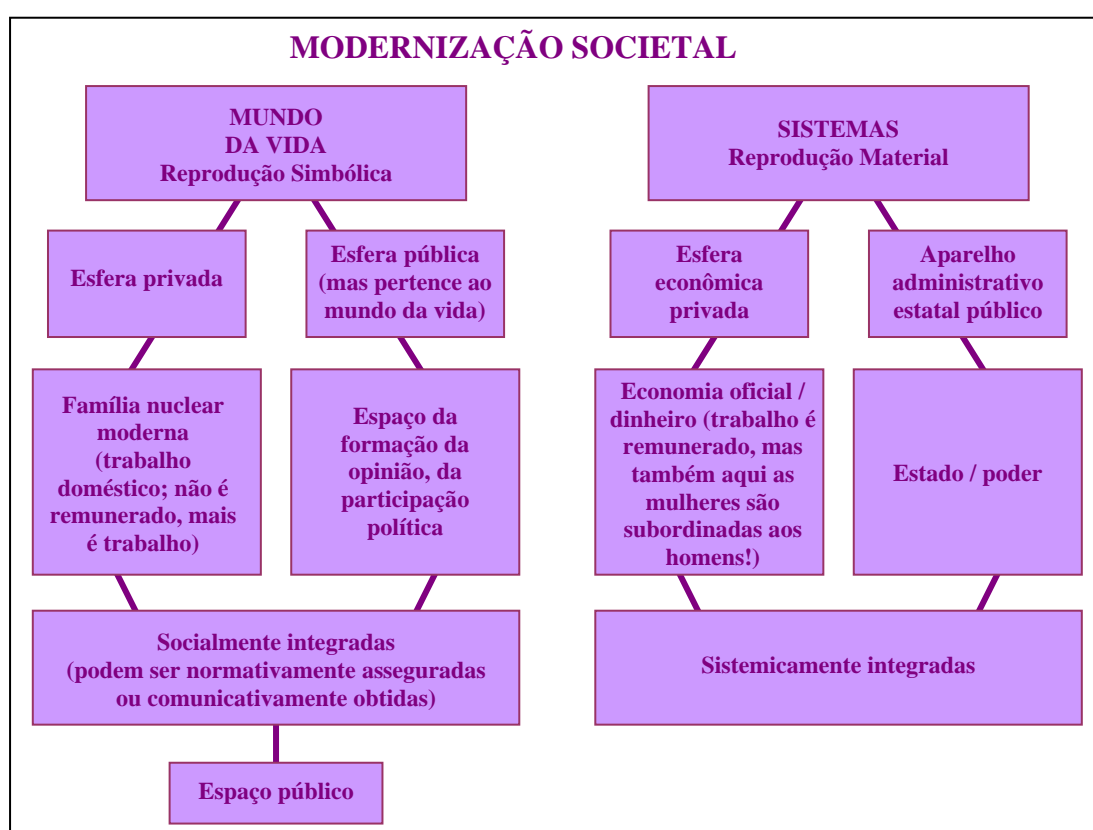 MODERNIZAÇÃO SOCIETAL
MUNDO
DA VIDA
Reprodução Simbólica
SISTEMAS
Reprodução Material
Esfera privada
Esfera pública
(mas pertence ao
mundo da vida)
Esfera
econômica
privada
Aparelho
administrativo
estatal público
Família nuclear
moderna
(trabalho
doméstico; não é
remunerado, mais
é trabalho)
Espaço da
formação da
opinião, da
participação
política
Economia oficial /
dinheiro (trabalho é
remunerado, mas
também aqui as
mulheres são
subordinadas aos
homens!)
Estado / poder
Socialmente integradas
(podem ser normativamente asseguradas
ou comunicativamente obtidas)
Sistemicamente integradas
Espaço público